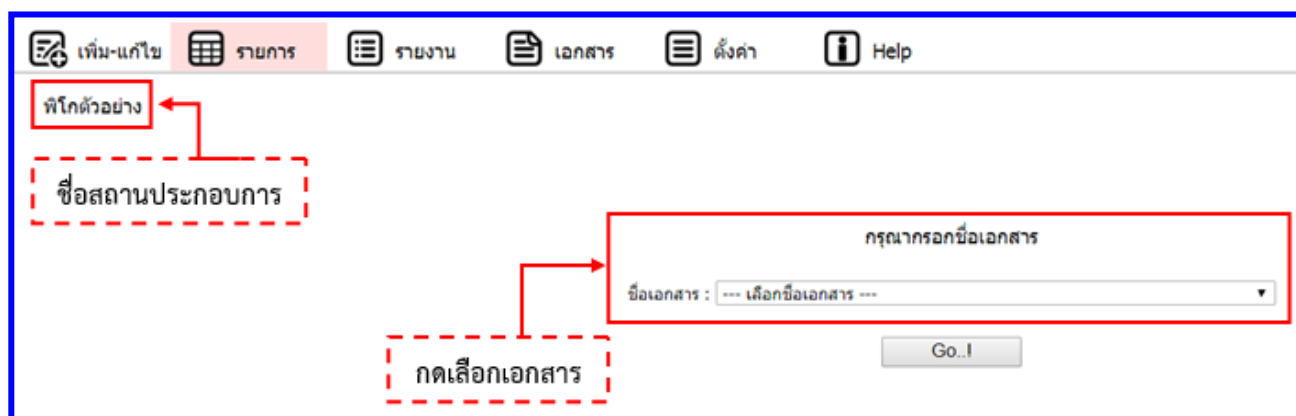 เพิ่ม-แก้ไข รายการ รายงาน เอกสาร ตั้งค่า Help
พิโกตัวอย่าง
ชื่อสถานประกอบการ
กรุณากรอกชื่อเอกสาร
ชื่อเอกสาร : --- เลือกชื่อเอกสาร ---
Go..!
กดเลือกเอกสาร